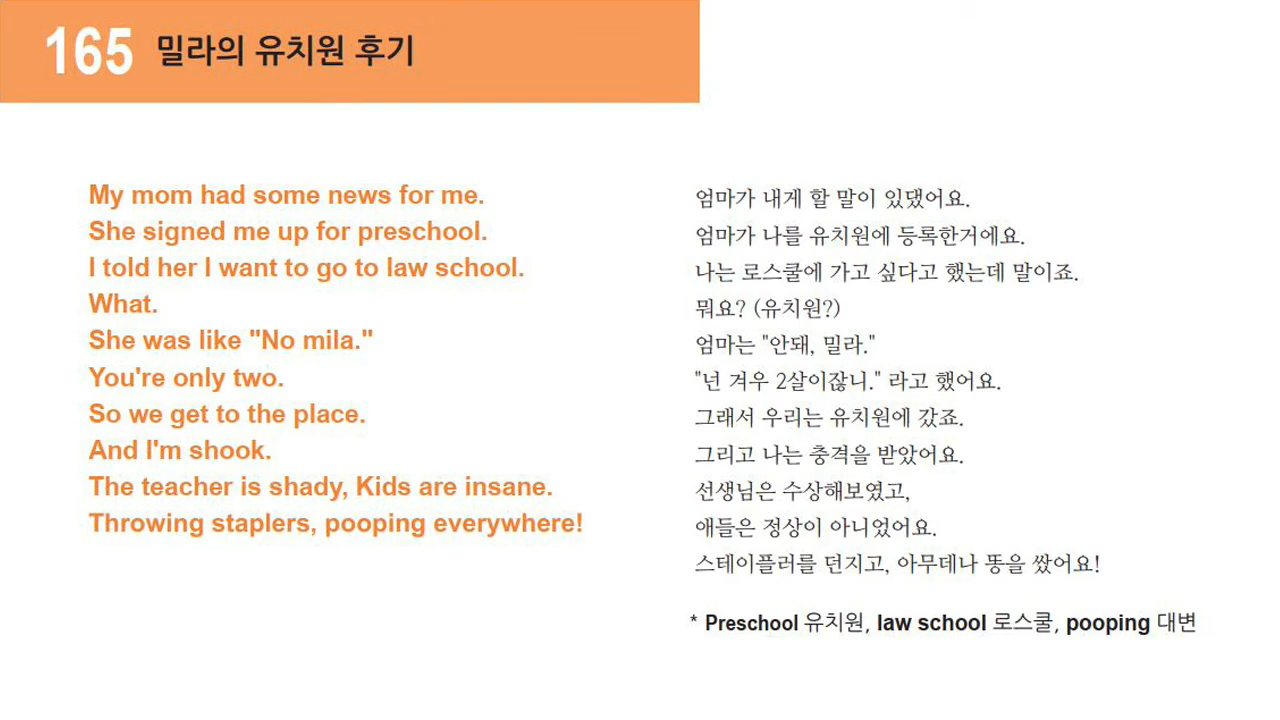 165 밀라의 유치원 후기
My mom had some news for me.
She signed me up for preschool.
I told her I want to go to law school.
What.
She was like "No mila."
You're only two.
So we get to the place.
And I'm shook.
The teacher is shady, Kids are insane.
Throwing staplers, pooping everywhere!
엄마가 내게 할 말이 있댔어요.
엄마가 나를 유치원에 등록한거에요.
나는 로스쿨에 가고 싶다고 했는데 말이죠.
뭐요? (유치원?)
엄마는 "안돼, 밀라."
"넌 겨우 2살이잖니." 라고 했어요.
그래서 우리는 유치원에 갔죠.
그리고 나는 충격을 받았어요.
선생님은 수상해보였고,
애들은 정상이 아니었어요.
스테이플러를 던지고, 아무데나 똥을 쌌어요!
* Preschool 유치원, law school 로스쿨, pooping 대변